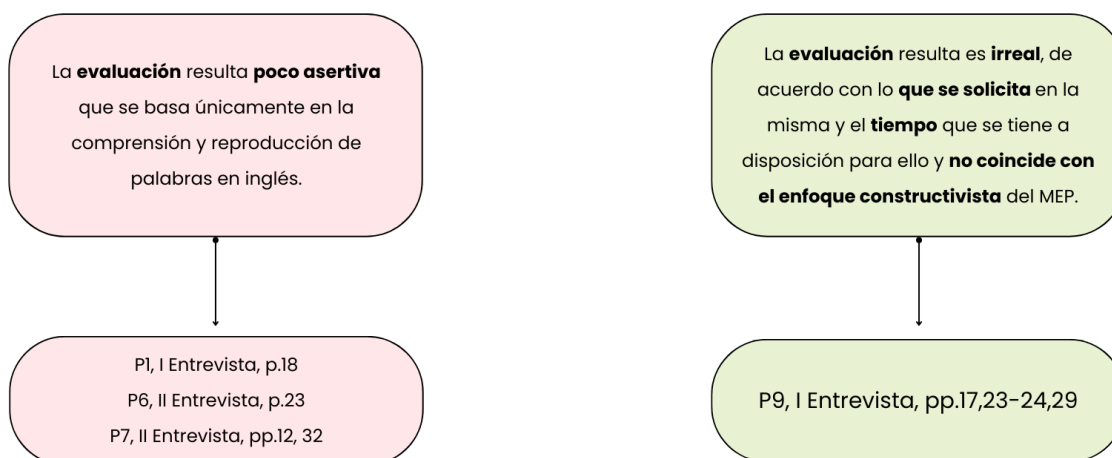 La evaluación resulta poco asertiva
que se basa únicamente en la
comprensión y reproducción de
palabras en inglés.
P1, I Entrevista, p.18
P6, II Entrevista, p.23
P7, II Entrevista, pp.12, 32
La evaluación resulta es irreal, de
acuerdo con lo que se solicita en la
misma y el tiempo que se tiene a
disposición para ello y no coincide con
el enfoque constructivista del MEP.
P9, I Entrevista, pp.17,23-24,29